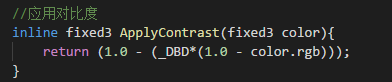 //应用对比度
inline fixed3 ApplyContrast(fixed3 color){
    return (1.0 - (_DBD*(1.0 - color.rgb)));
}